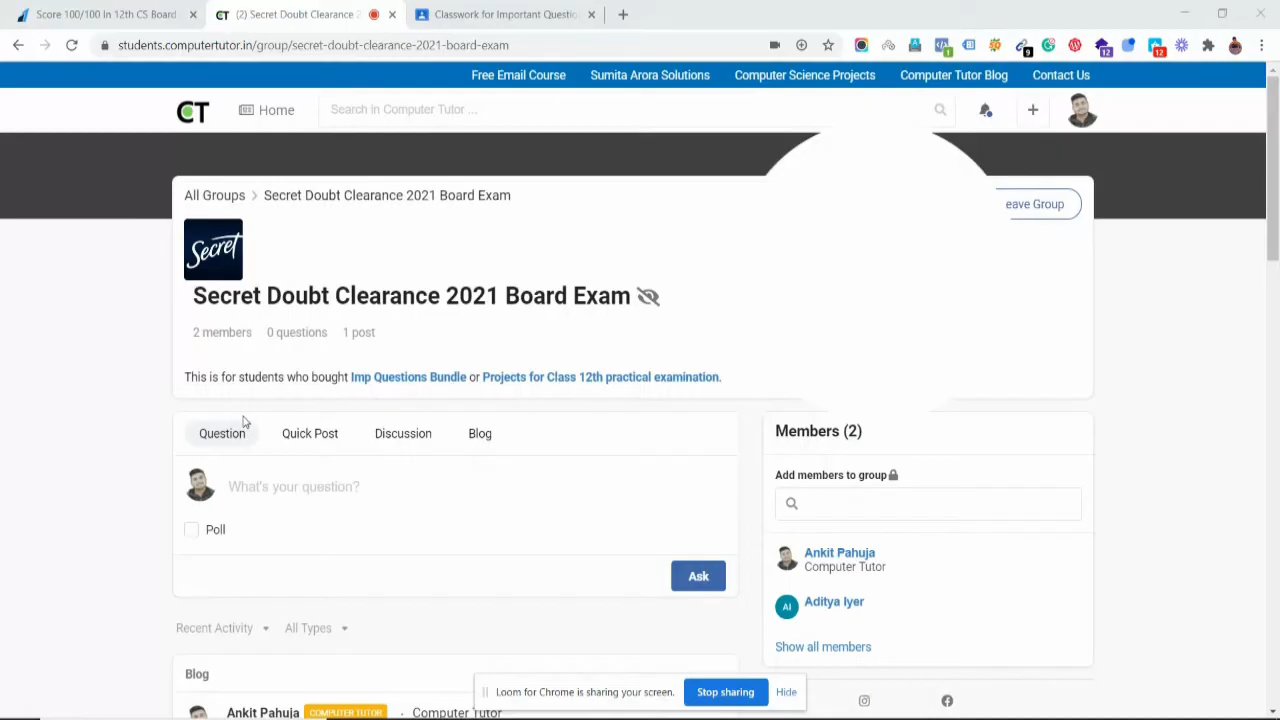 Score 100/100 In 12th CS Board
(2) Secret Doubt Clearance 2
Classwork for Important Questio
students.computertutor.in/group/secret-doubt-clearance-2021-board-exam
1
9
12
12
Free Email Course
Sumita Arora Solutions
Computer Science Projects
Computer Tutor Blog
Contact Us
CT
Home
Search in Computer Tutor ...
All Groups
Secret Doubt Clearance 2021 Board Exam
eave Group
Secret
Secret Doubt Clearance 2021 Board Exam
2 members 0 questions 1 post
This is for students who bought Imp Questions Bundle or Projects for Class 12th practical examination.
Question
Quick Post
Discussion
Blog
What's your question?
Poll
Ask
Recent Activity
All Types
Blog
Ankit Pahuja COMPUTER TUTOR · Computer Tutor
Members (2)
Add members to group
Ankit Pahuja
Computer Tutor
AI
Aditya Iyer
Show all members
Loom for Chrome is sharing your screen.
Stop sharing
Hide